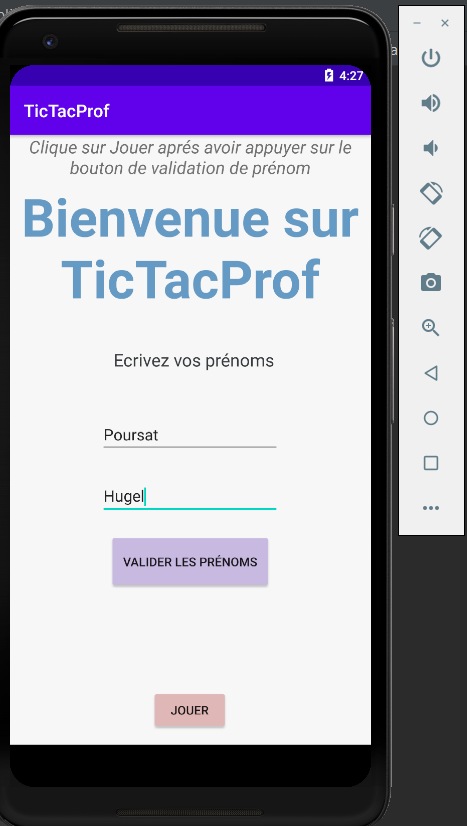 4:27
TicTacProf
Clique sur Jouer aprés avoir appuyer sur le
bouton de validation de prénom
Bienvenue sur
TicTacProf
Ecrivez vos prénoms
Poursat
Hugel
VALIDER LES PRÉNOMS
JOUER